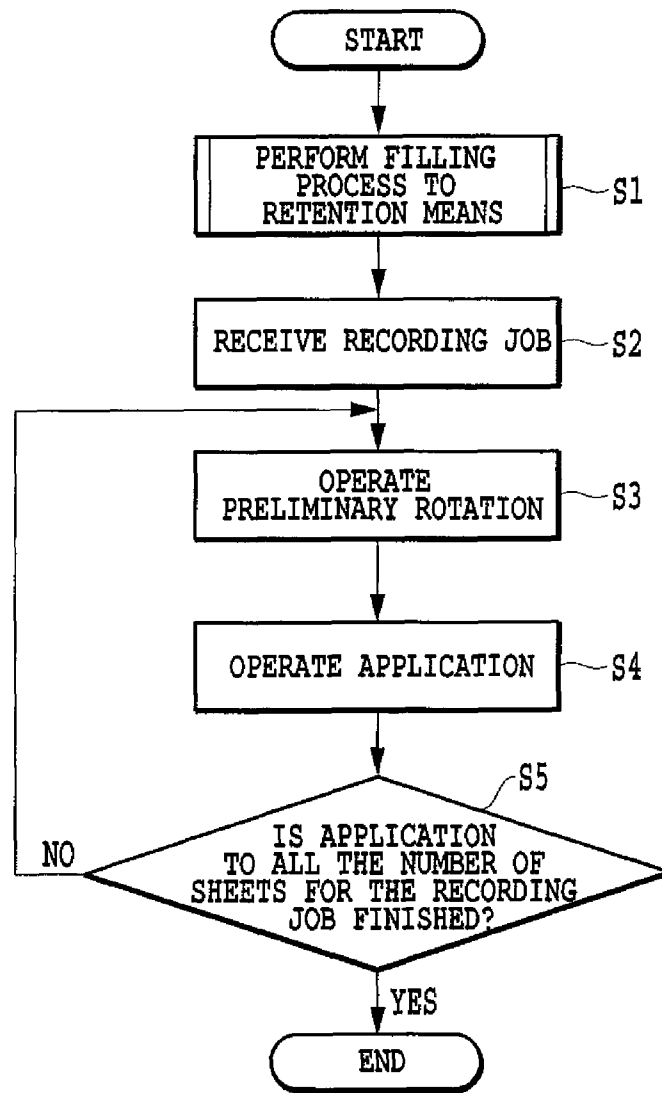 START
PERFORM FILLING
PROCESS TO
RETENTION MEANS
S1
RECEIVE RECORDING JOB
S2
OPERATE
PRELIMINARY ROTATION
S3
OPERATE APPLICATION
S4
S5
IS APPLICATION
TO ALL THE NUMBER OF
SHEETS FOR THE RECORDING
JOB FINISHED?
NO
YES
END